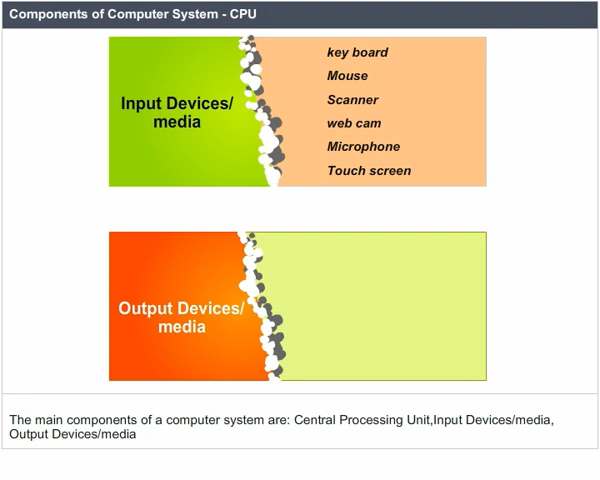 Components of Computer System - CPU
Input Devices/
media
key board
Mouse
Scanner
web cam
Microphone
Touch screen
Output Devices/
media
The main components of a computer system are: Central Processing Unit,Input Devices/media,
Output Devices/media